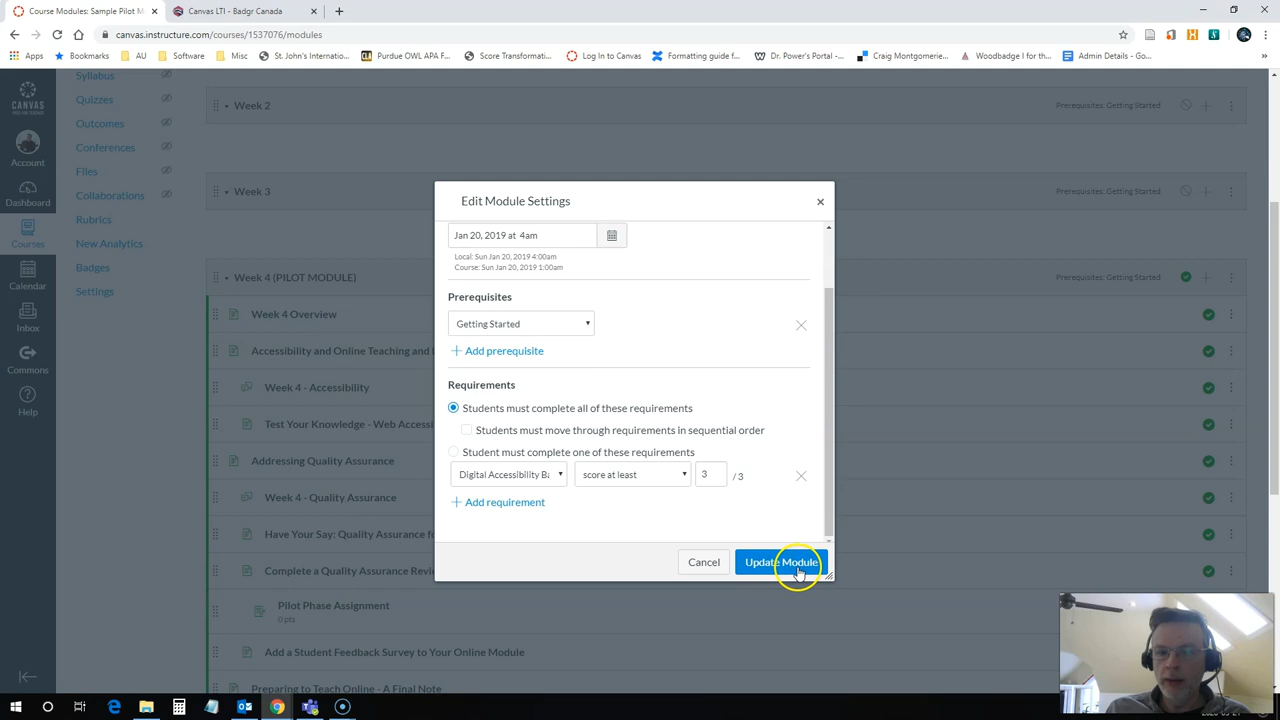 Course Modules: Sample Pilot M
Canvas LTI - Badgr Canada
canvas.instructure.com/courses/1537076/modules
Apps
Bookmarks
AU
Software
Misc
St. John's Internatio...
Purdue OWL APA F...
Score Transformatio...
Log In to Canvas
Formatting guide f...
Dr. Power's Portal -...
Craig Montgomerie...
Woodbadge I for th...
Admin Details - Go...
»
CANVAS
Account
Dashboard
Courses
Calendar
Inbox
Commons
Help
Syllabus
Quizzes
Outcomes
Conferences
Files
Collaborations
Rubrics
New Analytics
Badges
Settings
Week 2
Prerequisites: Getting Started
Week 3
Prerequisites: Getting Started
Week 4 (PILOT MODULE)
Prerequisites: Getting Started
Week 4 Overview
Accessibility and Online Teaching and
Week 4 - Accessibility
Test Your Knowledge - Web Accessi
Addressing Quality Assurance
Week 4 - Quality Assurance
Have Your Say: Quality Assurance fo
Complete a Quality Assurance Revi
Pilot Phase Assignment
0 pts
Add a Student Feedback Survey to Your Online Module
Preparing to Teach Online - A Final Note
Edit Module Settings
Jan 20, 2019 at 4am
Local: Sun Jan 20, 2019 4:00am
Course: Sun Jan 20, 2019 1:00am
Prerequisites
Getting Started
Add prerequisite
Requirements
Students must complete all of these requirements
Students must move through requirements in sequential order
Student must complete one of these requirements
Digital Accessibility Ba
score at least
3
/ 3
Add requirement
Cancel
Update Module